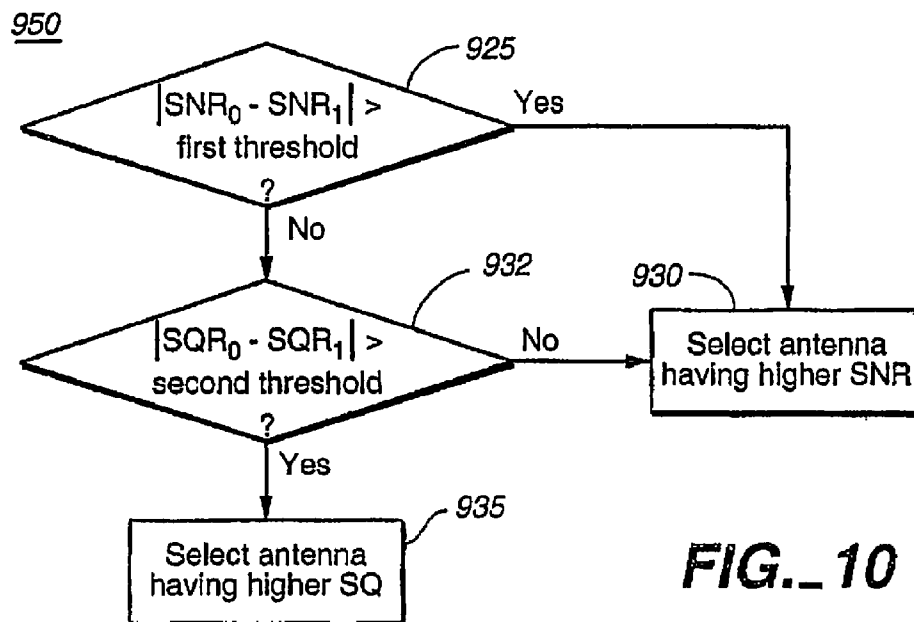 950
925
|SNR₀ - SNR₁| >
first threshold
?
Yes
No
932
|SQR₀ - SQR₁| >
second threshold
?
No
930
Select antenna
having higher SNR
Yes
935
Select antenna
having higher SQ
FIG._10